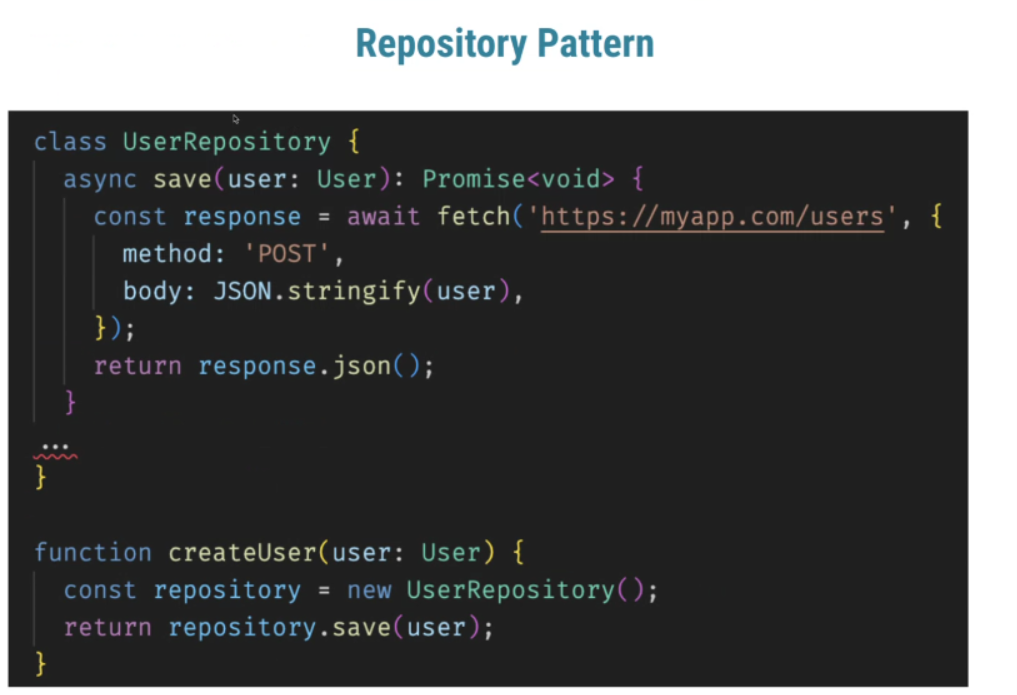 Repository Pattern
class UserRepository {
async save(user: User): Promise<void> {
const response = await fetch('https://myapp.com/users', {
method: 'POST',
body: JSON.stringify(user),
});
return response.json();
}
...
}
function createUser(user: User) {
const repository = new UserRepository();
return repository.save(user);
}